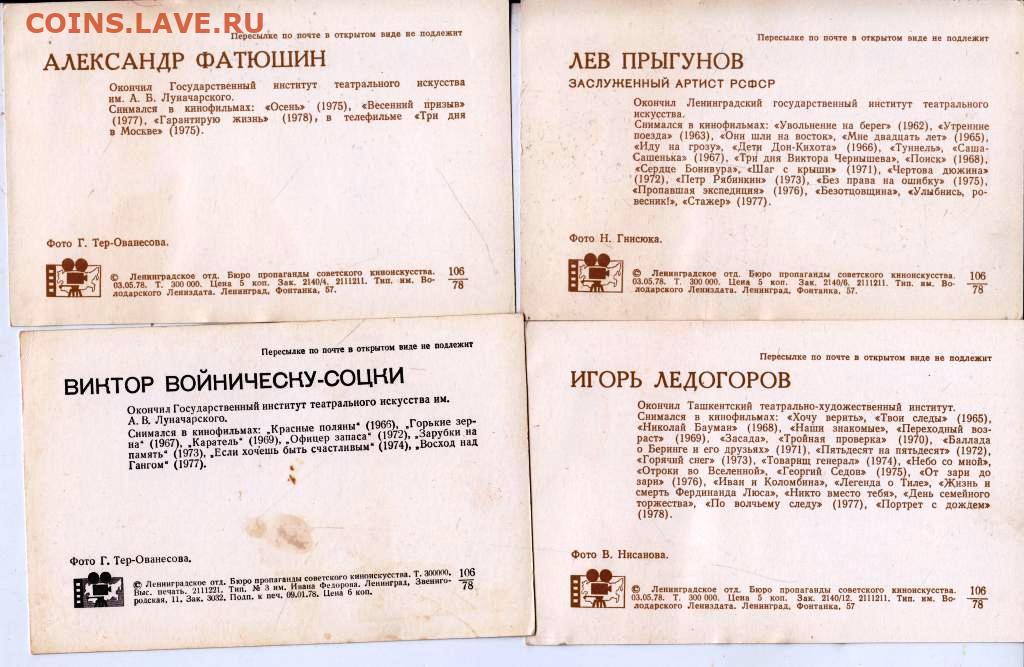 COINS.LAVE.RU
Пересылке по почте в открытом виде не подлежит
АЛЕКСАНДР ФАТЮШИН
Окончил Государственный институт театрального искусства
им. А. В. Луначарского.
Снимался в кинофильмах: «Осень» (1975), «Весенний призыв»
(1977), «Гарантирую жизнь» (1978), в телефильме «Три дня
в Москве» (1975).
Фото Г. Тер-Ованесова.
© Ленинградское отд. Бюро пропаганды советского киноискусства.
03.05.78. Т. 300 000. Цена 5 коп. Зак. 2140/4. 2111211. Тип. им. Во-
лодарского Лениздата. Ленинград, Фонтанка, 57.
106
78
Пересылке по почте в открытом виде не подлежит
ЛЕВ ПРЫГУНОВ
ЗАСЛУЖЕННЫЙ АРТИСТ РСФСР
Окончил Ленинградский государственный институт театрального
искусства.
Снимался в кинофильмах: «Увольнение на берег» (1962), «Утренние
поезда» (1963), «Они шли на восток», «Мне двадцать лет» (1965),
«Иду на грозу», «Дети Дон-Кихота» (1966), «Туннель», «Саша-
Сашенька» (1967), «Три дня Виктора Чернышева», «Поиск» (1968),
«Сердце Бонивура», «Шаг с крыши» (1971), «Чертова дюжина»
(1972), «Петр Рябинкин» (1973), «Без права на ошибку» (1975),
«Пропавшая экспедиция» (1976), «Безотцовщина», «Улыбнись, ро-
весник!», «Стажер» (1977).
Фото Н. Гнисюка.
© Ленинградское отд. Бюро пропаганды советского киноискусства.
03.05.78. Т. 300 000. Цена 5 коп. Зак. 2140/6. 2111211. Тип. им. Во-
лодарского Лениздата. Ленинград, Фонтанка, 57.
106
78
Пересылке по почте в открытом виде не подлежит
ВИКТОР ВОЙНИЧЕСКУ-СОЦКИ
Окончил Государственный институт театрального искусства им.
А. В. Луначарского.
Снимался в кинофильмах: „Красные поляны“ (1966), „Горькие зер-
на“ (1967), „Каратель“ (1969), „Офицер запаса“ (1972), „Зарубки на
память“ (1973), „Если хочешь быть счастливым“ (1974), „Восход над
Гангом“ (1977).
Фото Г. Тер-Ованесова.
© Ленинградское отд. Бюро пропаганды советского киноискусства. Т. 300000.
Выс. печать. 2111221. Тип. № 3 им. Ивана Федорова. Ленинград, Звениго-
родская, 11. Зак. 3032. Подп. к печ. 09.01.78. Цена 6 коп.
106
78
Пересылке по почте в открытом виде не подлежит
ИГОРЬ ЛЕДОГОРОВ
Окончил Ташкентский театрально-художественный институт.
Снимался в кинофильмах: «Хочу верить», «Твои следы» (1965),
«Николай Бауман» (1968), «Наши знакомые», «Переходный воз-
раст» (1969), «Засада», «Тройная проверка» (1970), «Баллада
о Беринге и его друзьях» (1971), «Пятьдесят на пятьдесят» (1972),
«Горячий снег» (1973), «Товарищ генерал» (1974), «Небо со мной»,
«Отроки во Вселенной», «Георгий Седов» (1975), «От зари до
зари» (1976), «Иван и Коломбина», «Легенда о Тиле», «Жизнь и
смерть Фердинанда Люса», «Никто вместо тебя», «День семейного
торжества», «По волчьему следу» (1977), «Портрет с дождем»
(1978).
Фото В. Нисанова.
© Ленинградское отд. Бюро пропаганды советского киноискусства.
03.05.78. Т. 300 000. Цена 5 коп. Зак. 2140/12. 2111211. Тип. им. Во-
лодарского Лениздата. Ленинград, Фонтанка, 57
106
78